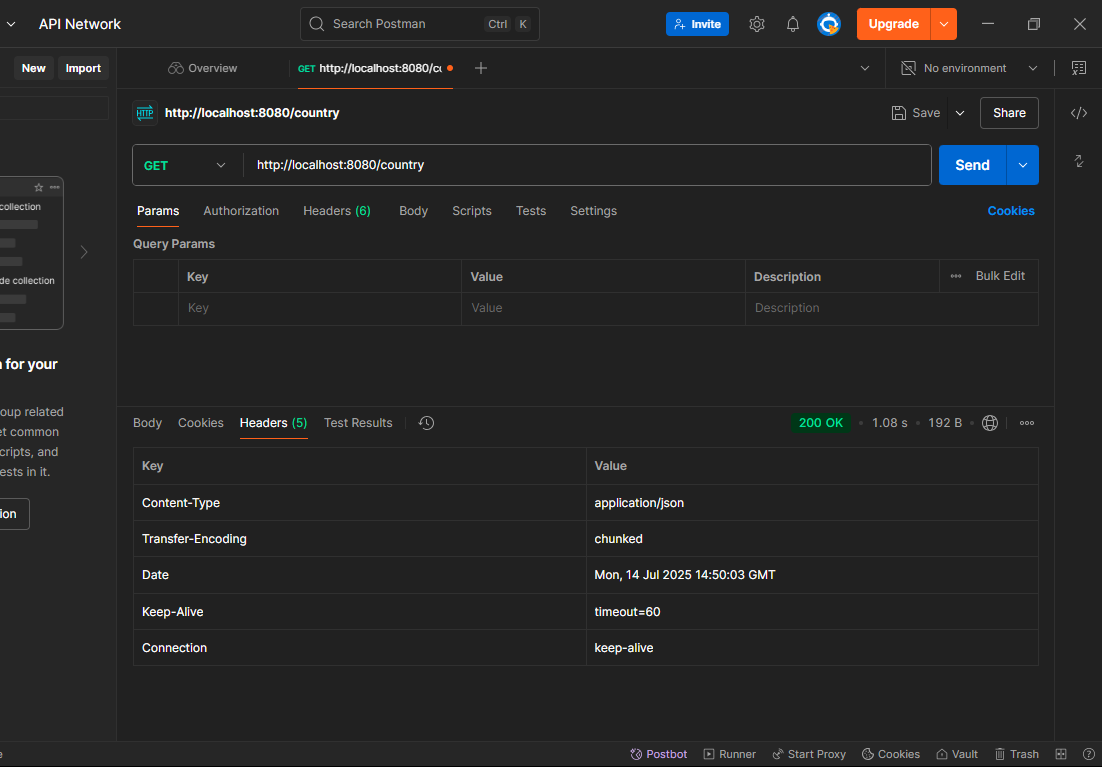 API Network
Search Postman
Ctrl K
Invite
Upgrade
New
Import
Overview
GET http://localhost:8080/cc
No environment
HTTP
http://localhost:8080/country
Save
Share
GET
http://localhost:8080/country
Send
Params
Authorization
Headers (6)
Body
Scripts
Tests
Settings
Cookies
Query Params
Key
Value
Description
Bulk Edit
Key
Value
Description
collection
de collection
for your
oup related
et common
cripts, and
ests in it.
ion
Body
Cookies
Headers (5)
Test Results
200 OK
1.08 s
192 B
Key
Value
Content-Type
application/json
Transfer-Encoding
chunked
Date
Mon, 14 Jul 2025 14:50:03 GMT
Keep-Alive
timeout=60
Connection
keep-alive
Postbot
Runner
Start Proxy
Cookies
Vault
Trash